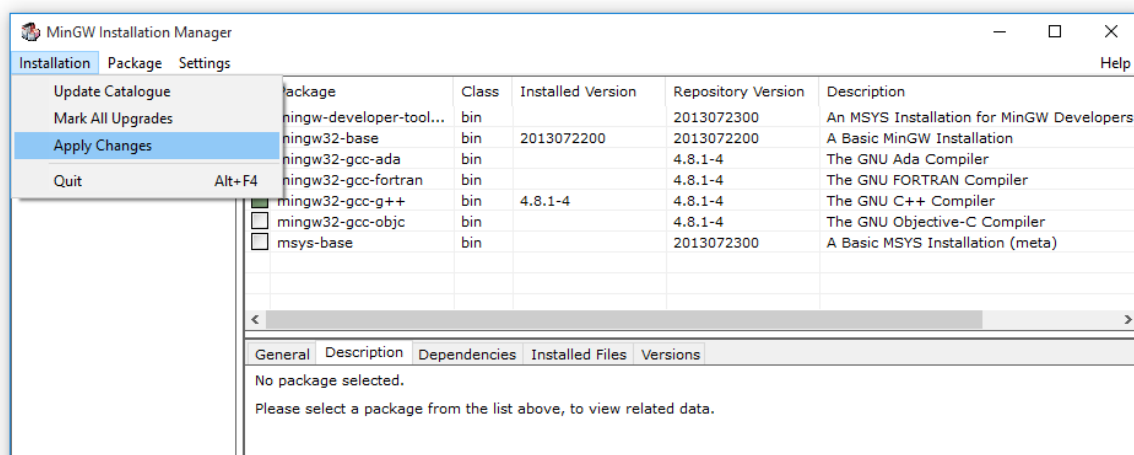 MinGW Installation Manager
Installation Package Settings Help
Update Catalogue
Mark All Upgrades
Apply Changes
Quit Alt+F4
Package Class Installed Version Repository Version Description
mingw-developer-tool... bin 2013072300 An MSYS Installation for MinGW Developers
mingw32-base bin 2013072200 2013072200 A Basic MinGW Installation
mingw32-gcc-ada bin 4.8.1-4 The GNU Ada Compiler
mingw32-gcc-fortran bin 4.8.1-4 The GNU FORTRAN Compiler
mingw32-gcc-g++ bin 4.8.1-4 4.8.1-4 The GNU C++ Compiler
mingw32-gcc-objc bin 4.8.1-4 The GNU Objective-C Compiler
msys-base bin 2013072300 A Basic MSYS Installation (meta)
General Description Dependencies Installed Files Versions
No package selected.
Please select a package from the list above, to view related data.